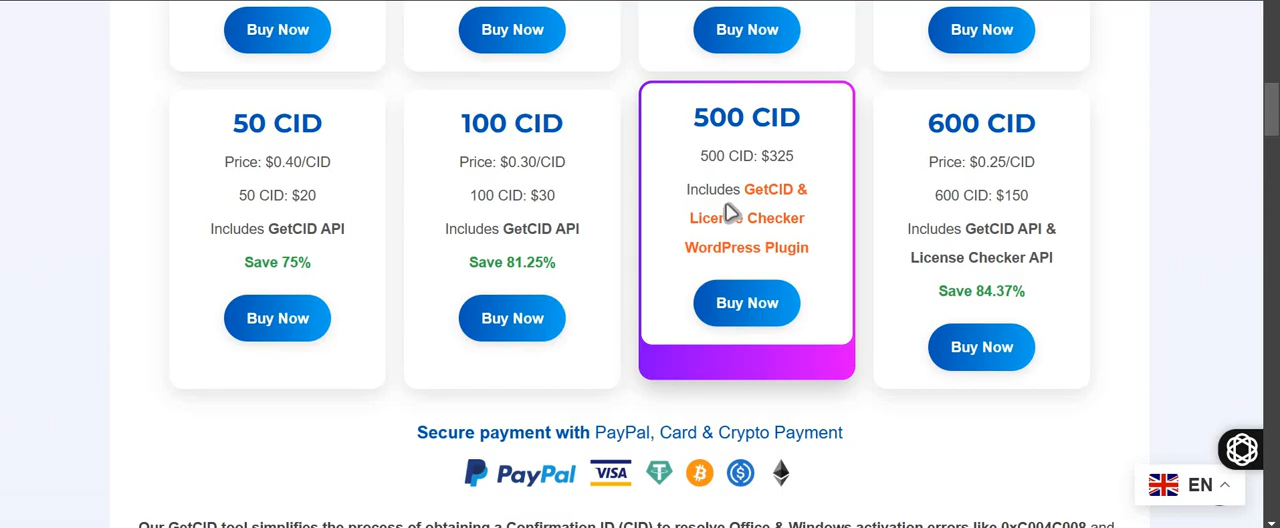 Buy Now
Buy Now
Buy Now
Buy Now
50 CID
Price: $0.40/CID
50 CID: $20
Includes GetCID API
Save 75%
Buy Now
100 CID
Price: $0.30/CID
100 CID: $30
Includes GetCID API
Save 81.25%
Buy Now
500 CID
500 CID: $325
Includes GetCID &
License Checker
WordPress Plugin
Buy Now
600 CID
Price: $0.25/CID
600 CID: $150
Includes GetCID API &
License Checker API
Save 84.37%
Buy Now
Secure payment with PayPal, Card & Crypto Payment
PayPal
VISA
EN
Our GetCID tool simplifies the process of obtaining a Confirmation ID (CID) to resolve Office & Windows activation errors like 0xC004C008 and